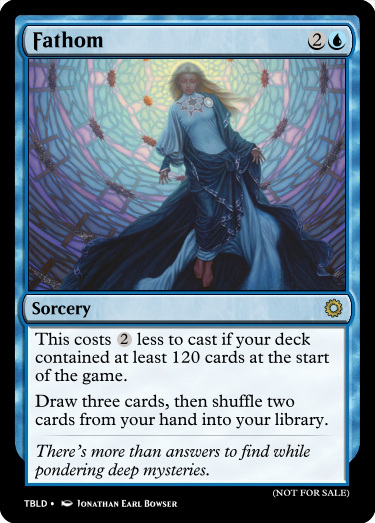 Fathom 2
Sorcery
This costs 2 less to cast if your deck
contained at least 120 cards at the start
of the game.
Draw three cards, then shuffle two
cards from your hand into your library.
There's more than answers to find while
pondering deep mysteries.
(NOT FOR SALE)
TBLD • Jonathan Earl Bowser